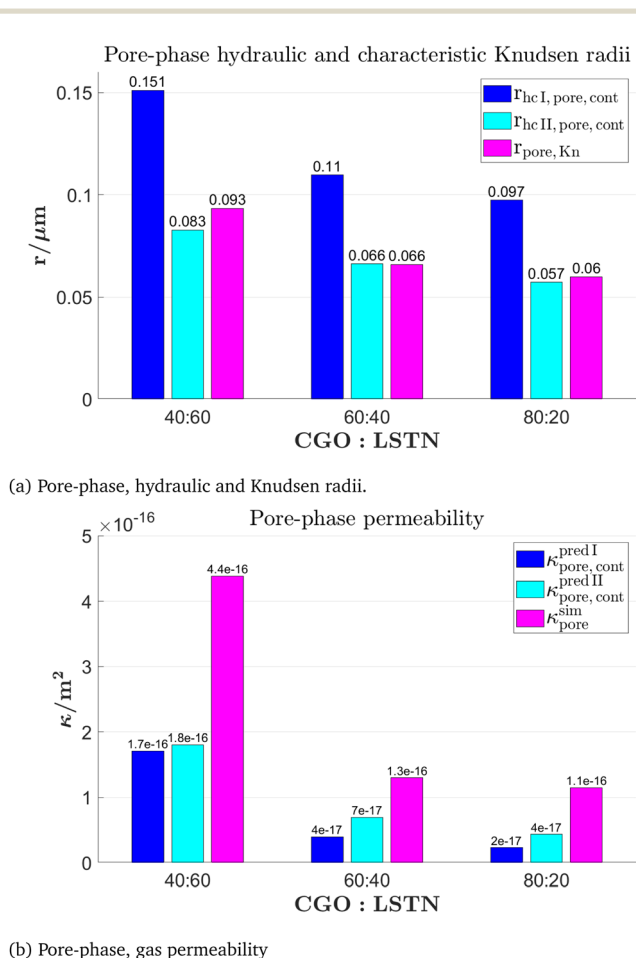 Pore-phase hydraulic and characteristic Knudsen radii
0.151
0.15
r_hc I, pore, cont
r_hc II, pore, cont
r_pore, Kn
0.11
0.1
0.097
0.093
0.083
0.066 0.066
0.057
0.06
r/μm
0.05
0
40:60
60:40
80:20
CGO : LSTN
(a) Pore-phase, hydraulic and Knudsen radii.
×10^-16
Pore-phase permeability
5
κ^pred I_pore, cont
κ^pred II_pore, cont
κ^sim_pore
4.4e-16
4
3
κ/m^2
2
1.7e-16
1.8e-16
1.3e-16
1.1e-16
1
4e-17
7e-17
2e-17
4e-17
0
40:60
60:40
80:20
CGO : LSTN
(b) Pore-phase, gas permeability